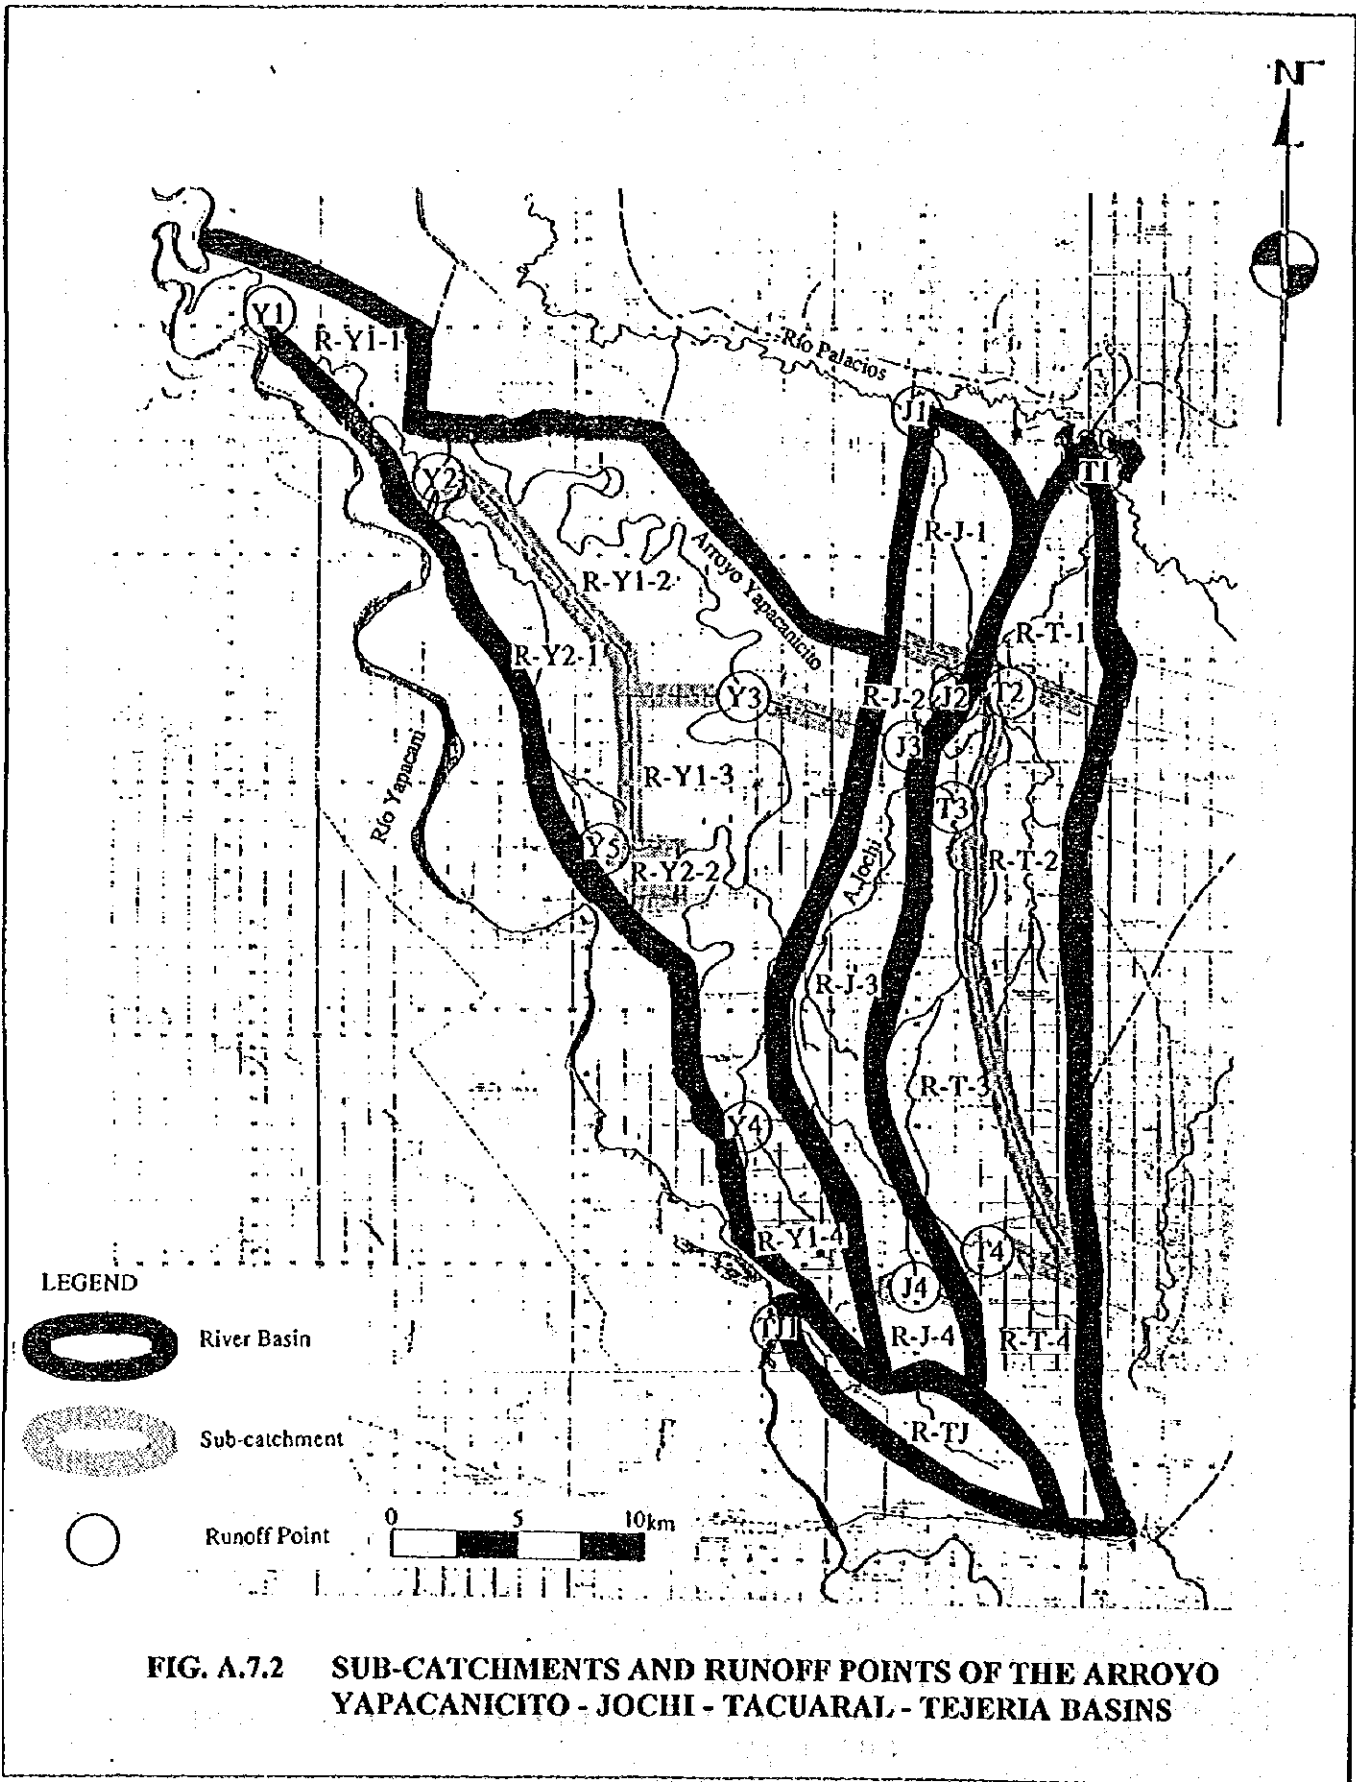 N
Y1
R-Y1-1
Río Palacios
J1
Y2
T1
R-J-1
Arroyo Yapacanicito
R-Y1-2
R-T-1
R-Y2-1
Y3
R-J-2
J2
T2
J3
Río Yapacani
R-Y1-3
T3
Y5
R-Y2-2
A.Jochi
R-T-2
R-J-3
R-T-3
Y4
R-Y1-4
T4
LEGEND
J4
River Basin
TJ1
R-J-4
R-T-4
Sub-catchment
R-TJ
0 5 10km
Runoff Point
FIG. A.7.2 SUB-CATCHMENTS AND RUNOFF POINTS OF THE ARROYO
YAPACANICITO - JOCHI - TACUARAL - TEJERIA BASINS